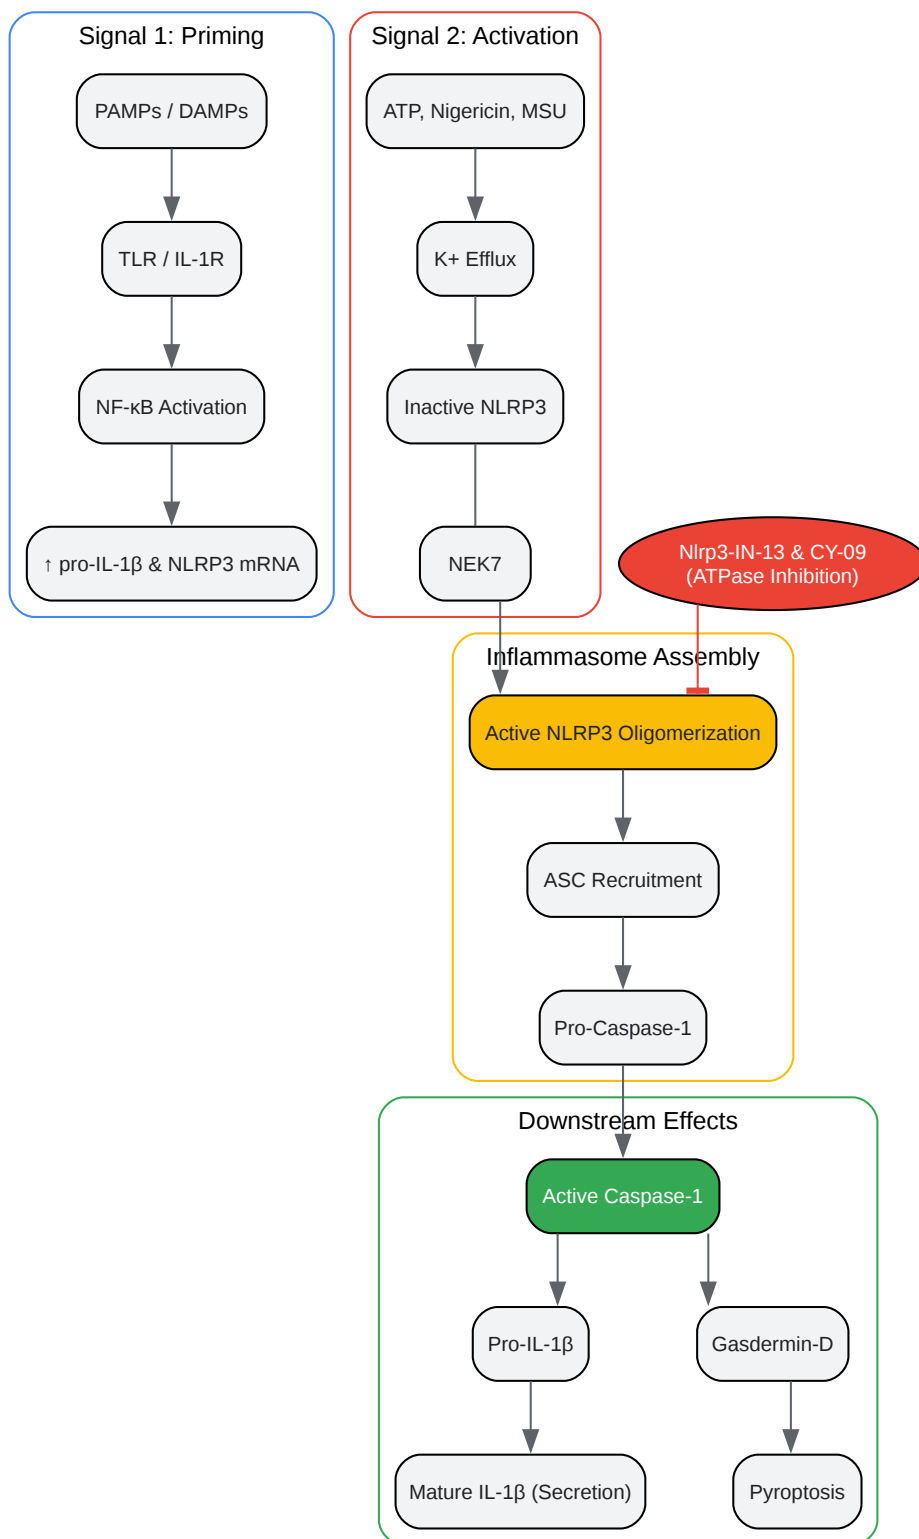 Signal 1: Priming
PAMPs / DAMPs
TLR / IL-1R
NF-κB Activation
↑ pro-IL-1β & NLRP3 mRNA
Signal 2: Activation
ATP, Nigericin, MSU
K+ Efflux
Inactive NLRP3
NEK7
Nlrp3-IN-13 & CY-09
(ATPase Inhibition)
Inflammasome Assembly
Active NLRP3 Oligomerization
ASC Recruitment
Pro-Caspase-1
Downstream Effects
Active Caspase-1
Pro-IL-1β
Gasdermin-D
Mature IL-1β (Secretion)
Pyroptosis